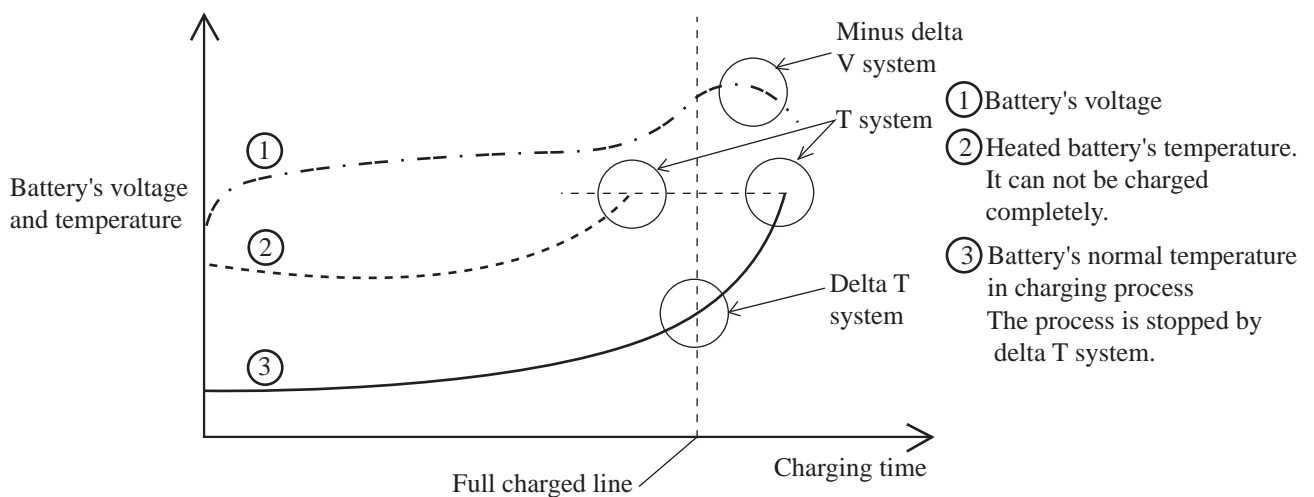 Minus delta
V system
T system
1
2
3
Battery's voltage
and temperature
Delta T
system
Full charged line
Charging time
1 Battery's voltage
2 Heated battery's temperature.
It can not be charged
completely.
3 Battery's normal temperature
in charging process
The process is stopped by
delta T system.